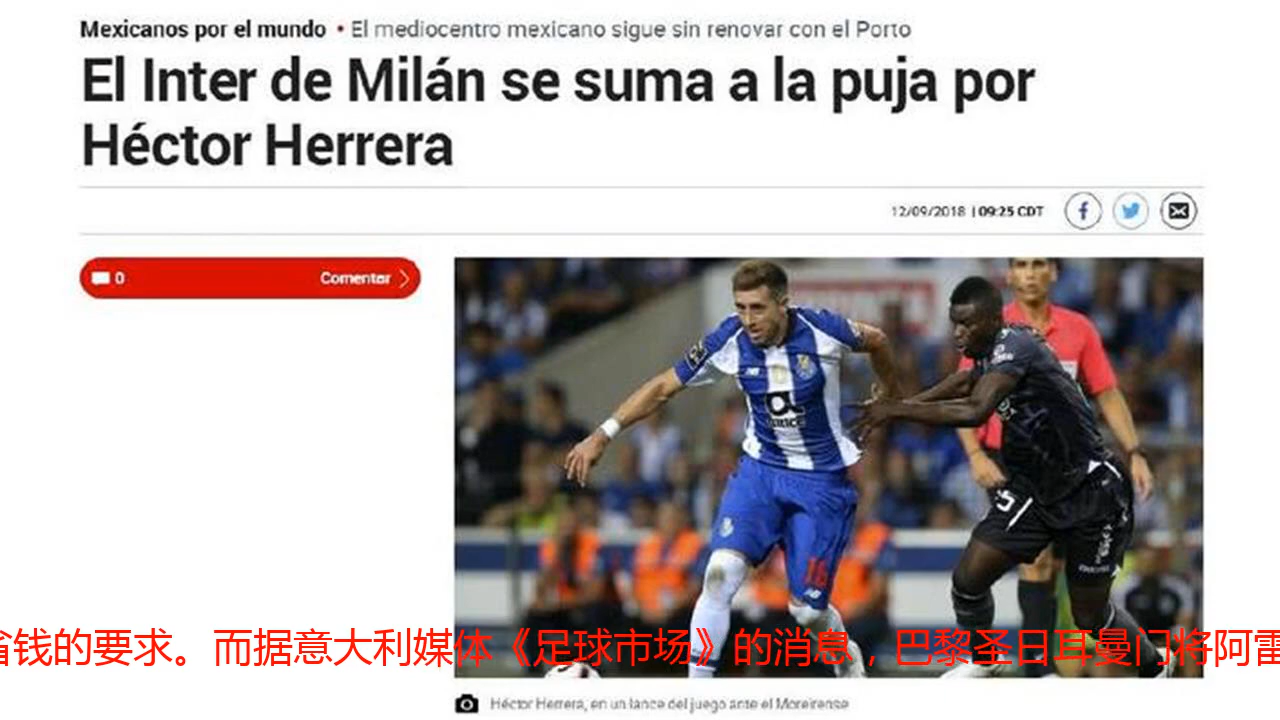 Mexicanos por el mundo • El mediocentro mexicano sigue sin renovar con el Porto
El Inter de Milán se suma a la puja por
Héctor Herrera
12/09/2018 | 09:25 CDT
0 Comentar
16
钱的要求。而据意大利媒体《足球市场》的消息，巴黎圣日耳曼门将阿雷
Héctor Herrera, en un lance del juego ante el Moreirense